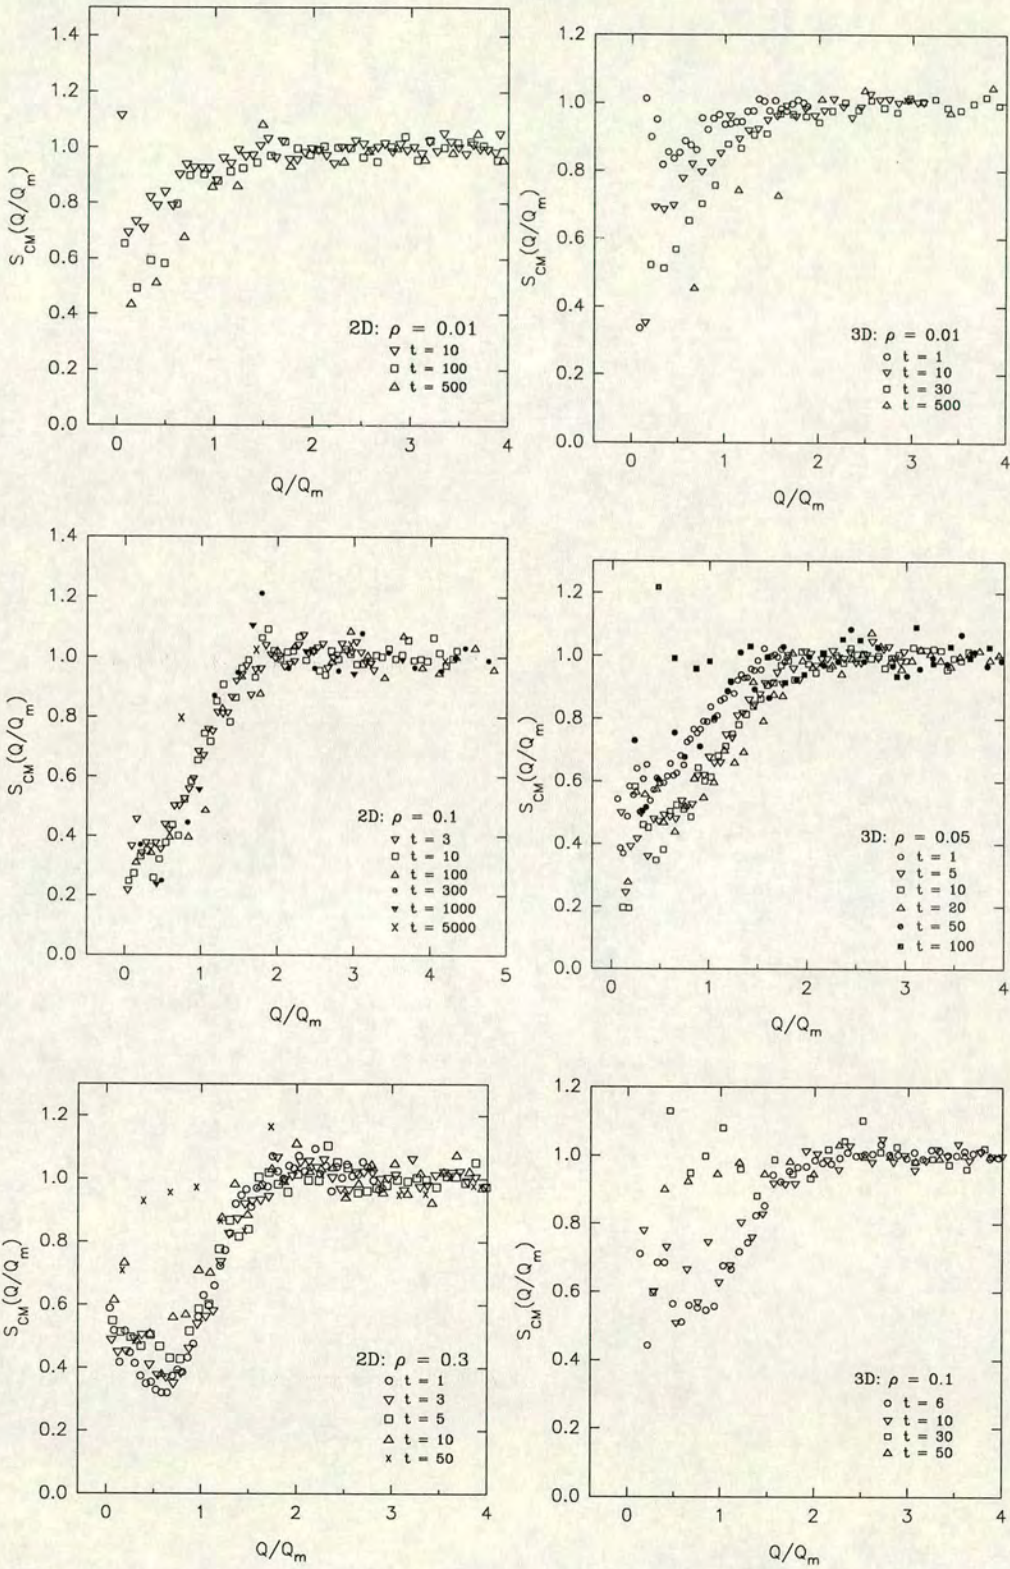 1.4
1.2
1.0
0.8
0.6
0.4
0.2
0.0
S_CM(Q/Q_m)
2D: ρ = 0.01
▽ t = 10
□ t = 100
△ t = 500
0 1 2 3 4
Q/Q_m
1.2
1.0
0.8
0.6
0.4
0.2
0.0
S_CM(Q/Q_m)
3D: ρ = 0.01
○ t = 1
▽ t = 10
□ t = 30
△ t = 500
0 1 2 3 4
Q/Q_m
1.4
1.2
1.0
0.8
0.6
0.4
0.2
0.0
S_CM(Q/Q_m)
2D: ρ = 0.1
▽ t = 3
□ t = 10
△ t = 100
● t = 300
▼ t = 1000
x t = 5000
0 1 2 3 4 5
Q/Q_m
1.2
1.0
0.8
0.6
0.4
0.2
0.0
S_CM(Q/Q_m)
3D: ρ = 0.05
○ t = 1
▽ t = 5
□ t = 10
△ t = 20
● t = 50
■ t = 100
0 1 2 3 4
Q/Q_m
1.2
1.0
0.8
0.6
0.4
0.2
0.0
S_CM(Q/Q_m)
2D: ρ = 0.3
○ t = 1
▽ t = 3
□ t = 5
△ t = 10
x t = 50
0 1 2 3 4
Q/Q_m
1.2
1.0
0.8
0.6
0.4
0.2
0.0
S_CM(Q/Q_m)
3D: ρ = 0.1
○ t = 6
▽ t = 10
□ t = 30
△ t = 50
0 1 2 3 4
Q/Q_m